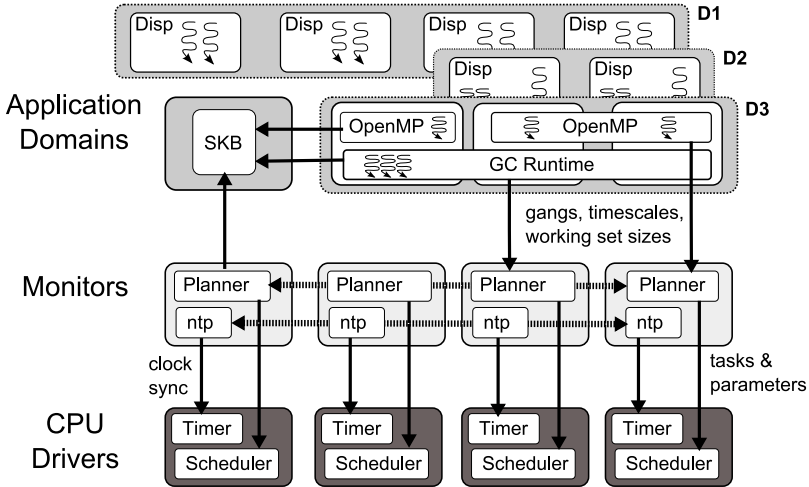 Disp Disp Disp Disp D1
Disp Disp D2
Application
Domains
SKB
OpenMP OpenMP D3
GC Runtime
gangs, timescales,
working set sizes
Monitors
Planner Planner Planner Planner
ntp ntp ntp ntp
clock
sync
tasks &
parameters
CPU
Drivers
Timer Timer Timer Timer
Scheduler Scheduler Scheduler Scheduler